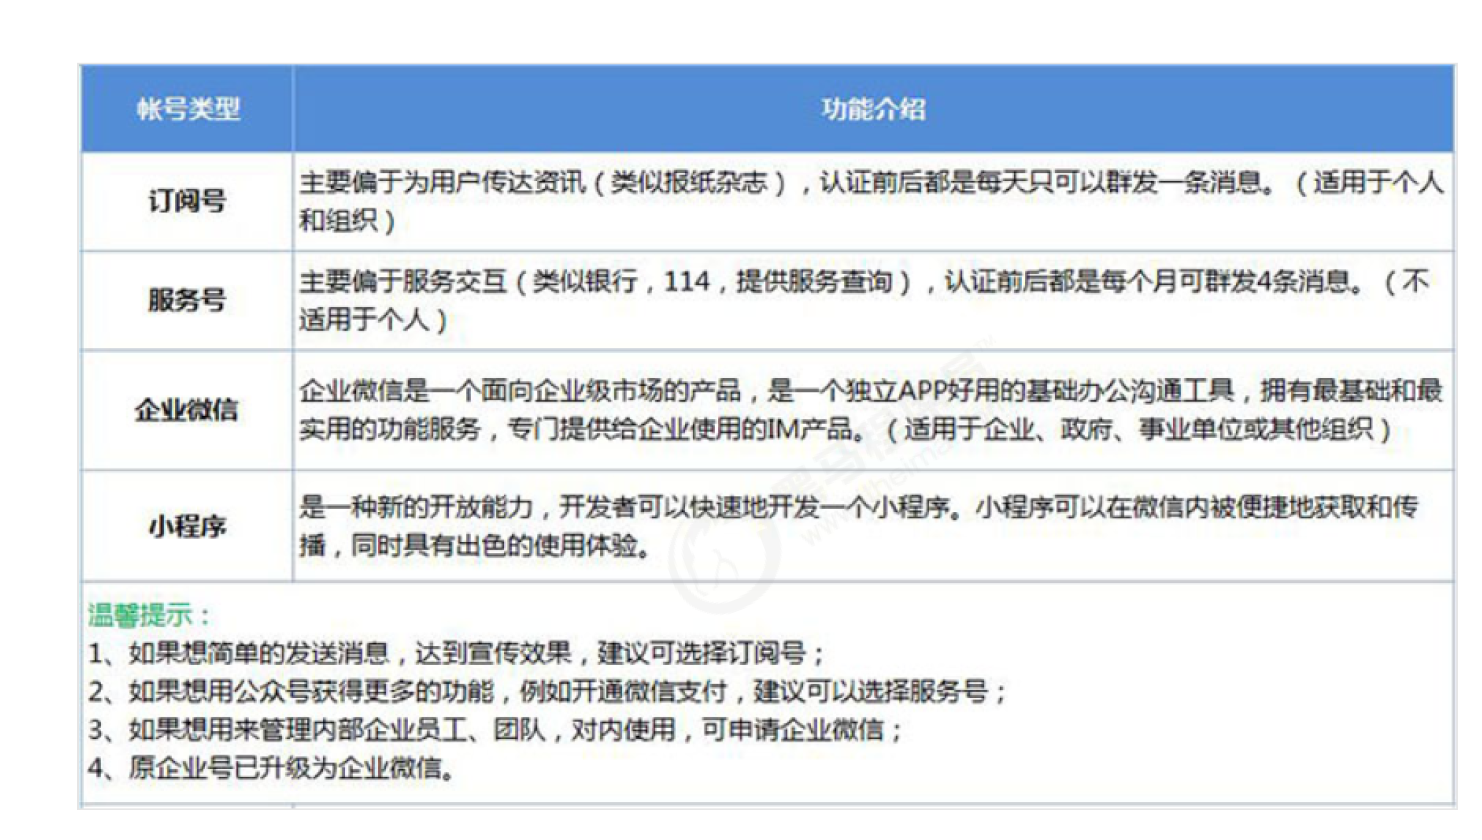 帐号类型
功能介绍
订阅号
主要偏于为用户传达资讯（类似报纸杂志），认证前后都是每天只可以群发一条消息。（适用于个人
和组织）
服务号
主要偏于服务交互（类似银行，114，提供服务查询），认证前后都是每个月可群发4条消息。（不
适用于个人）
企业微信
企业微信是一个面向企业级市场的产品，是一个独立APP好用的基础办公沟通工具，拥有最基础和最
实用的功能服务，专门提供给企业使用的IM产品。（适用于企业、政府、事业单位或其他组织）
小程序
是一种新的开放能力，开发者可以快速地开发一个小程序。小程序可以在微信内被便捷地获取和传
播，同时具有出色的使用体验。
温馨提示：
1、如果想简单的发送消息，达到宣传效果，建议可选择订阅号；
2、如果想用公众号获得更多的功能，例如开通微信支付，建议可以选择服务号；
3、如果想用来管理内部企业员工、团队，对内使用，可申请企业微信；
4、原企业号已升级为企业微信。